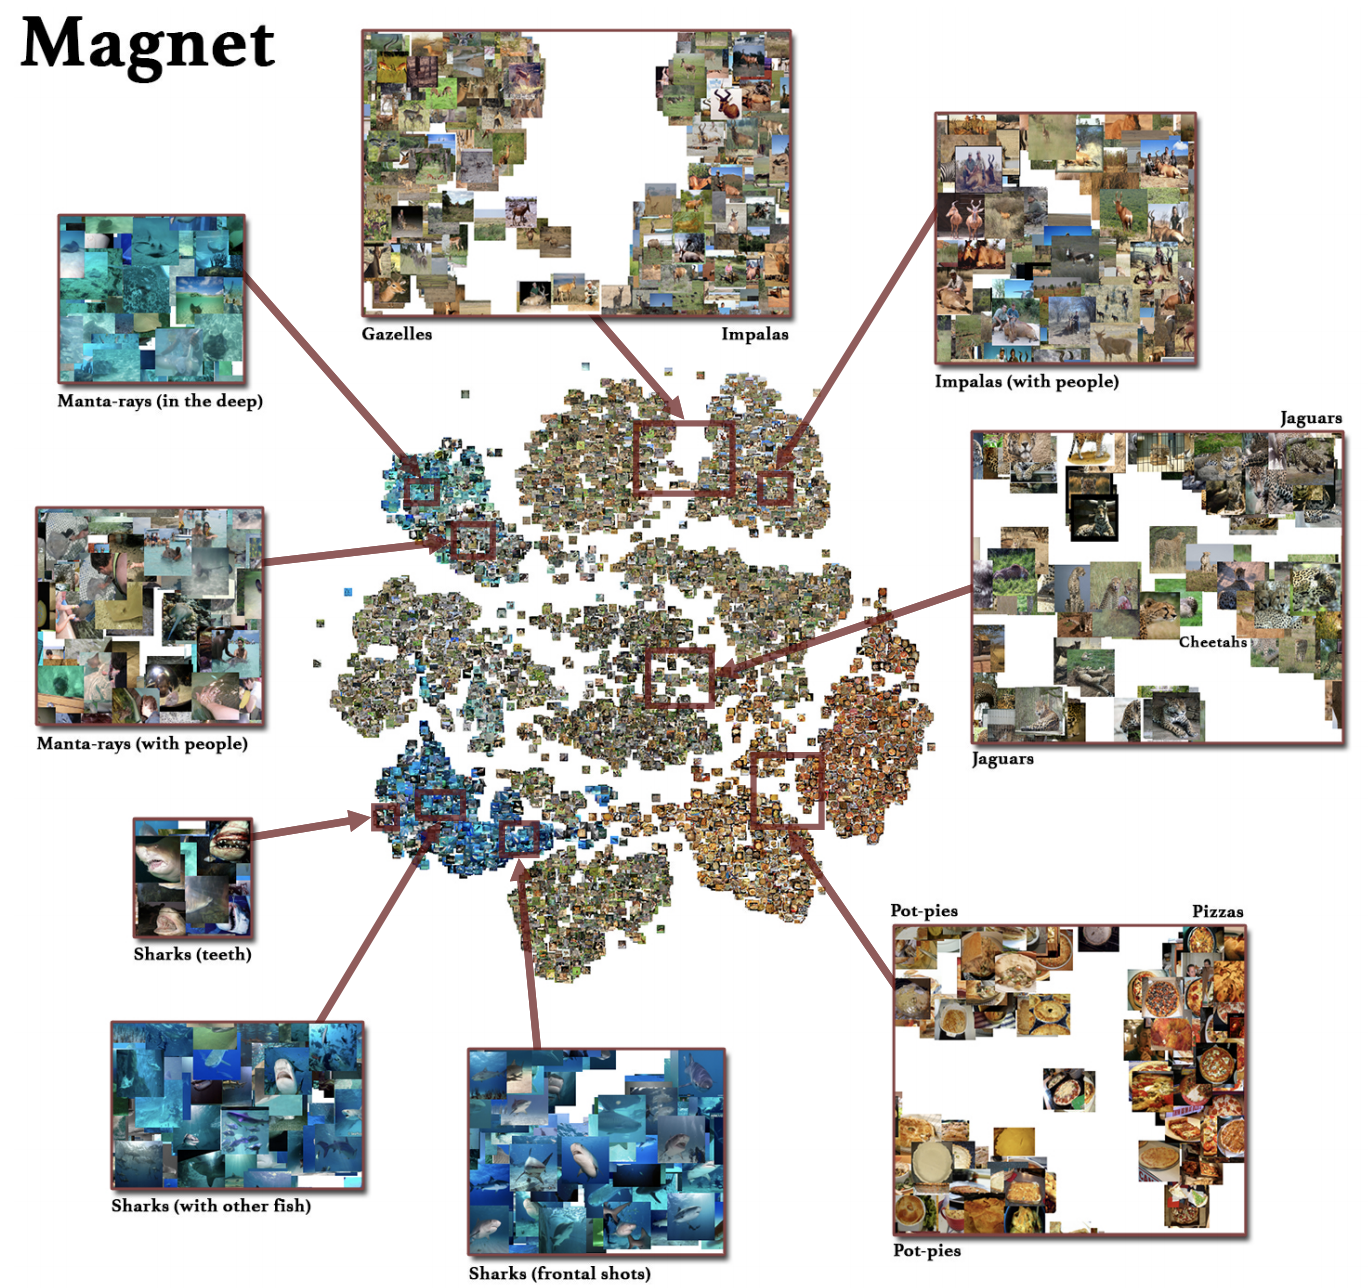 Magnet
Gazelles
Impalas
Impalas (with people)
Manta-rays (in the deep)
Jaguars
Cheetahs
Jaguars
Manta-rays (with people)
Sharks (teeth)
Pot-pies
Pizzas
Sharks (with other fish)
Pot-pies
Sharks (frontal shots)